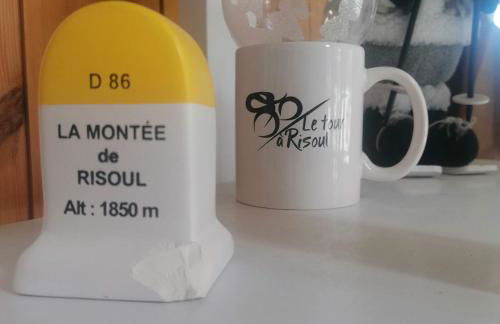 D 86
LA MONTÉE
de
RISOUL
Alt : 1850 m
Le tour
à Risoul